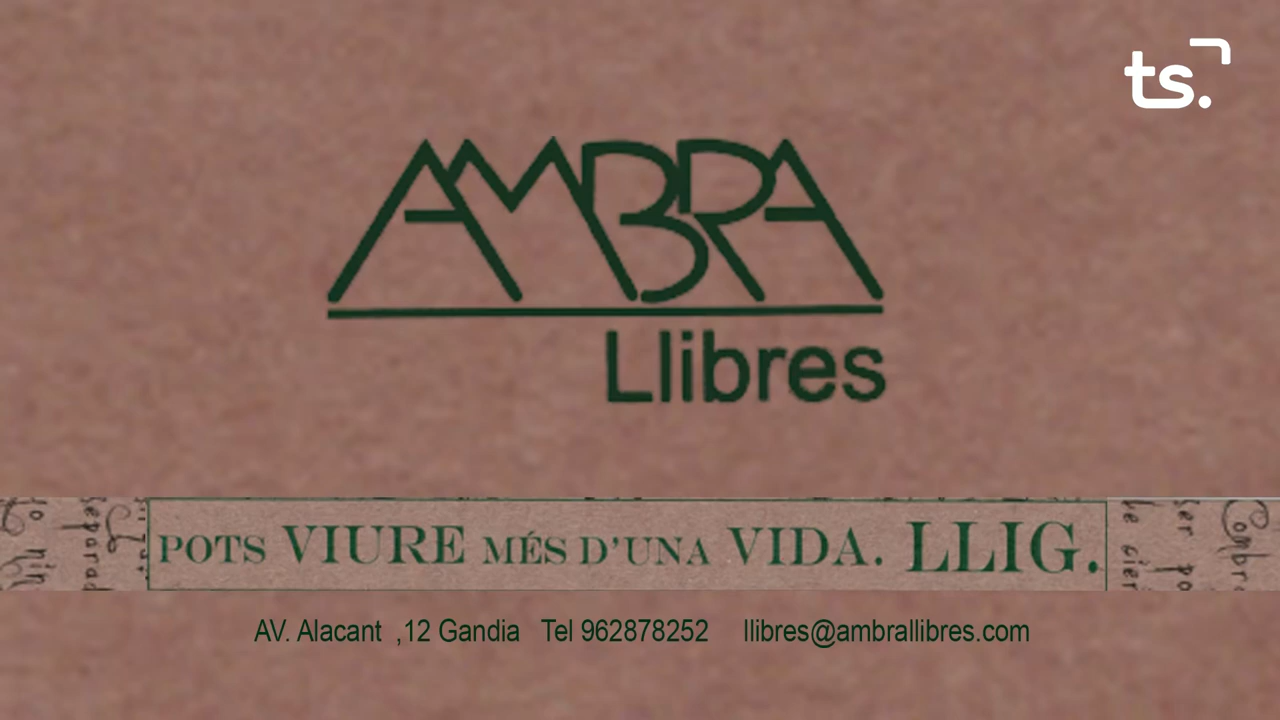 ts.
AMBRA
Llibres
POTS VIURE MÉS D'UNA VIDA. LLIG.
AV. Alacant ,12 Gandia Tel 962878252 llibres@ambrallibres.com